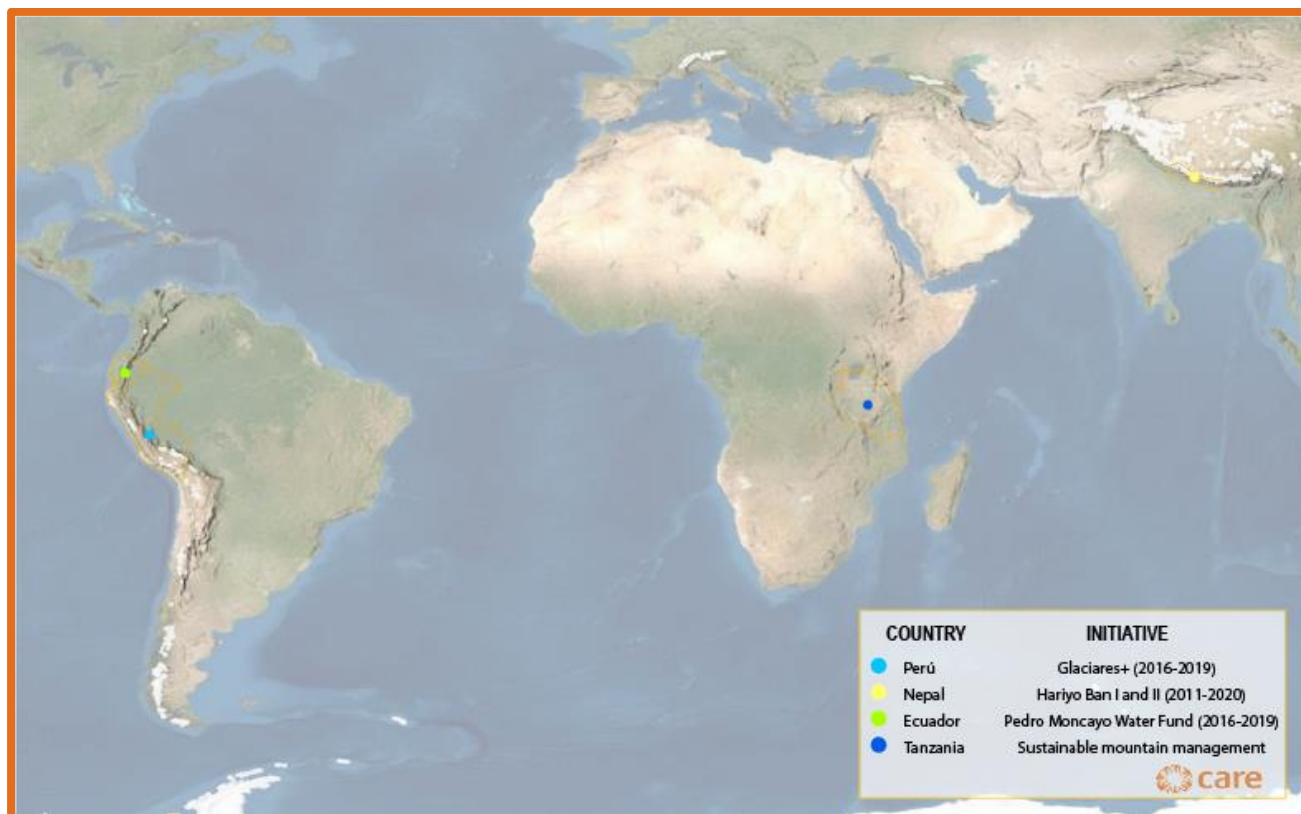 COUNTRY INITIATIVE
Perú Glaciares+ (2016-2019)
Nepal Hariyo Ban I and II (2011-2020)
Ecuador Pedro Moncayo Water Fund (2016-2019)
Tanzania Sustainable mountain management
care